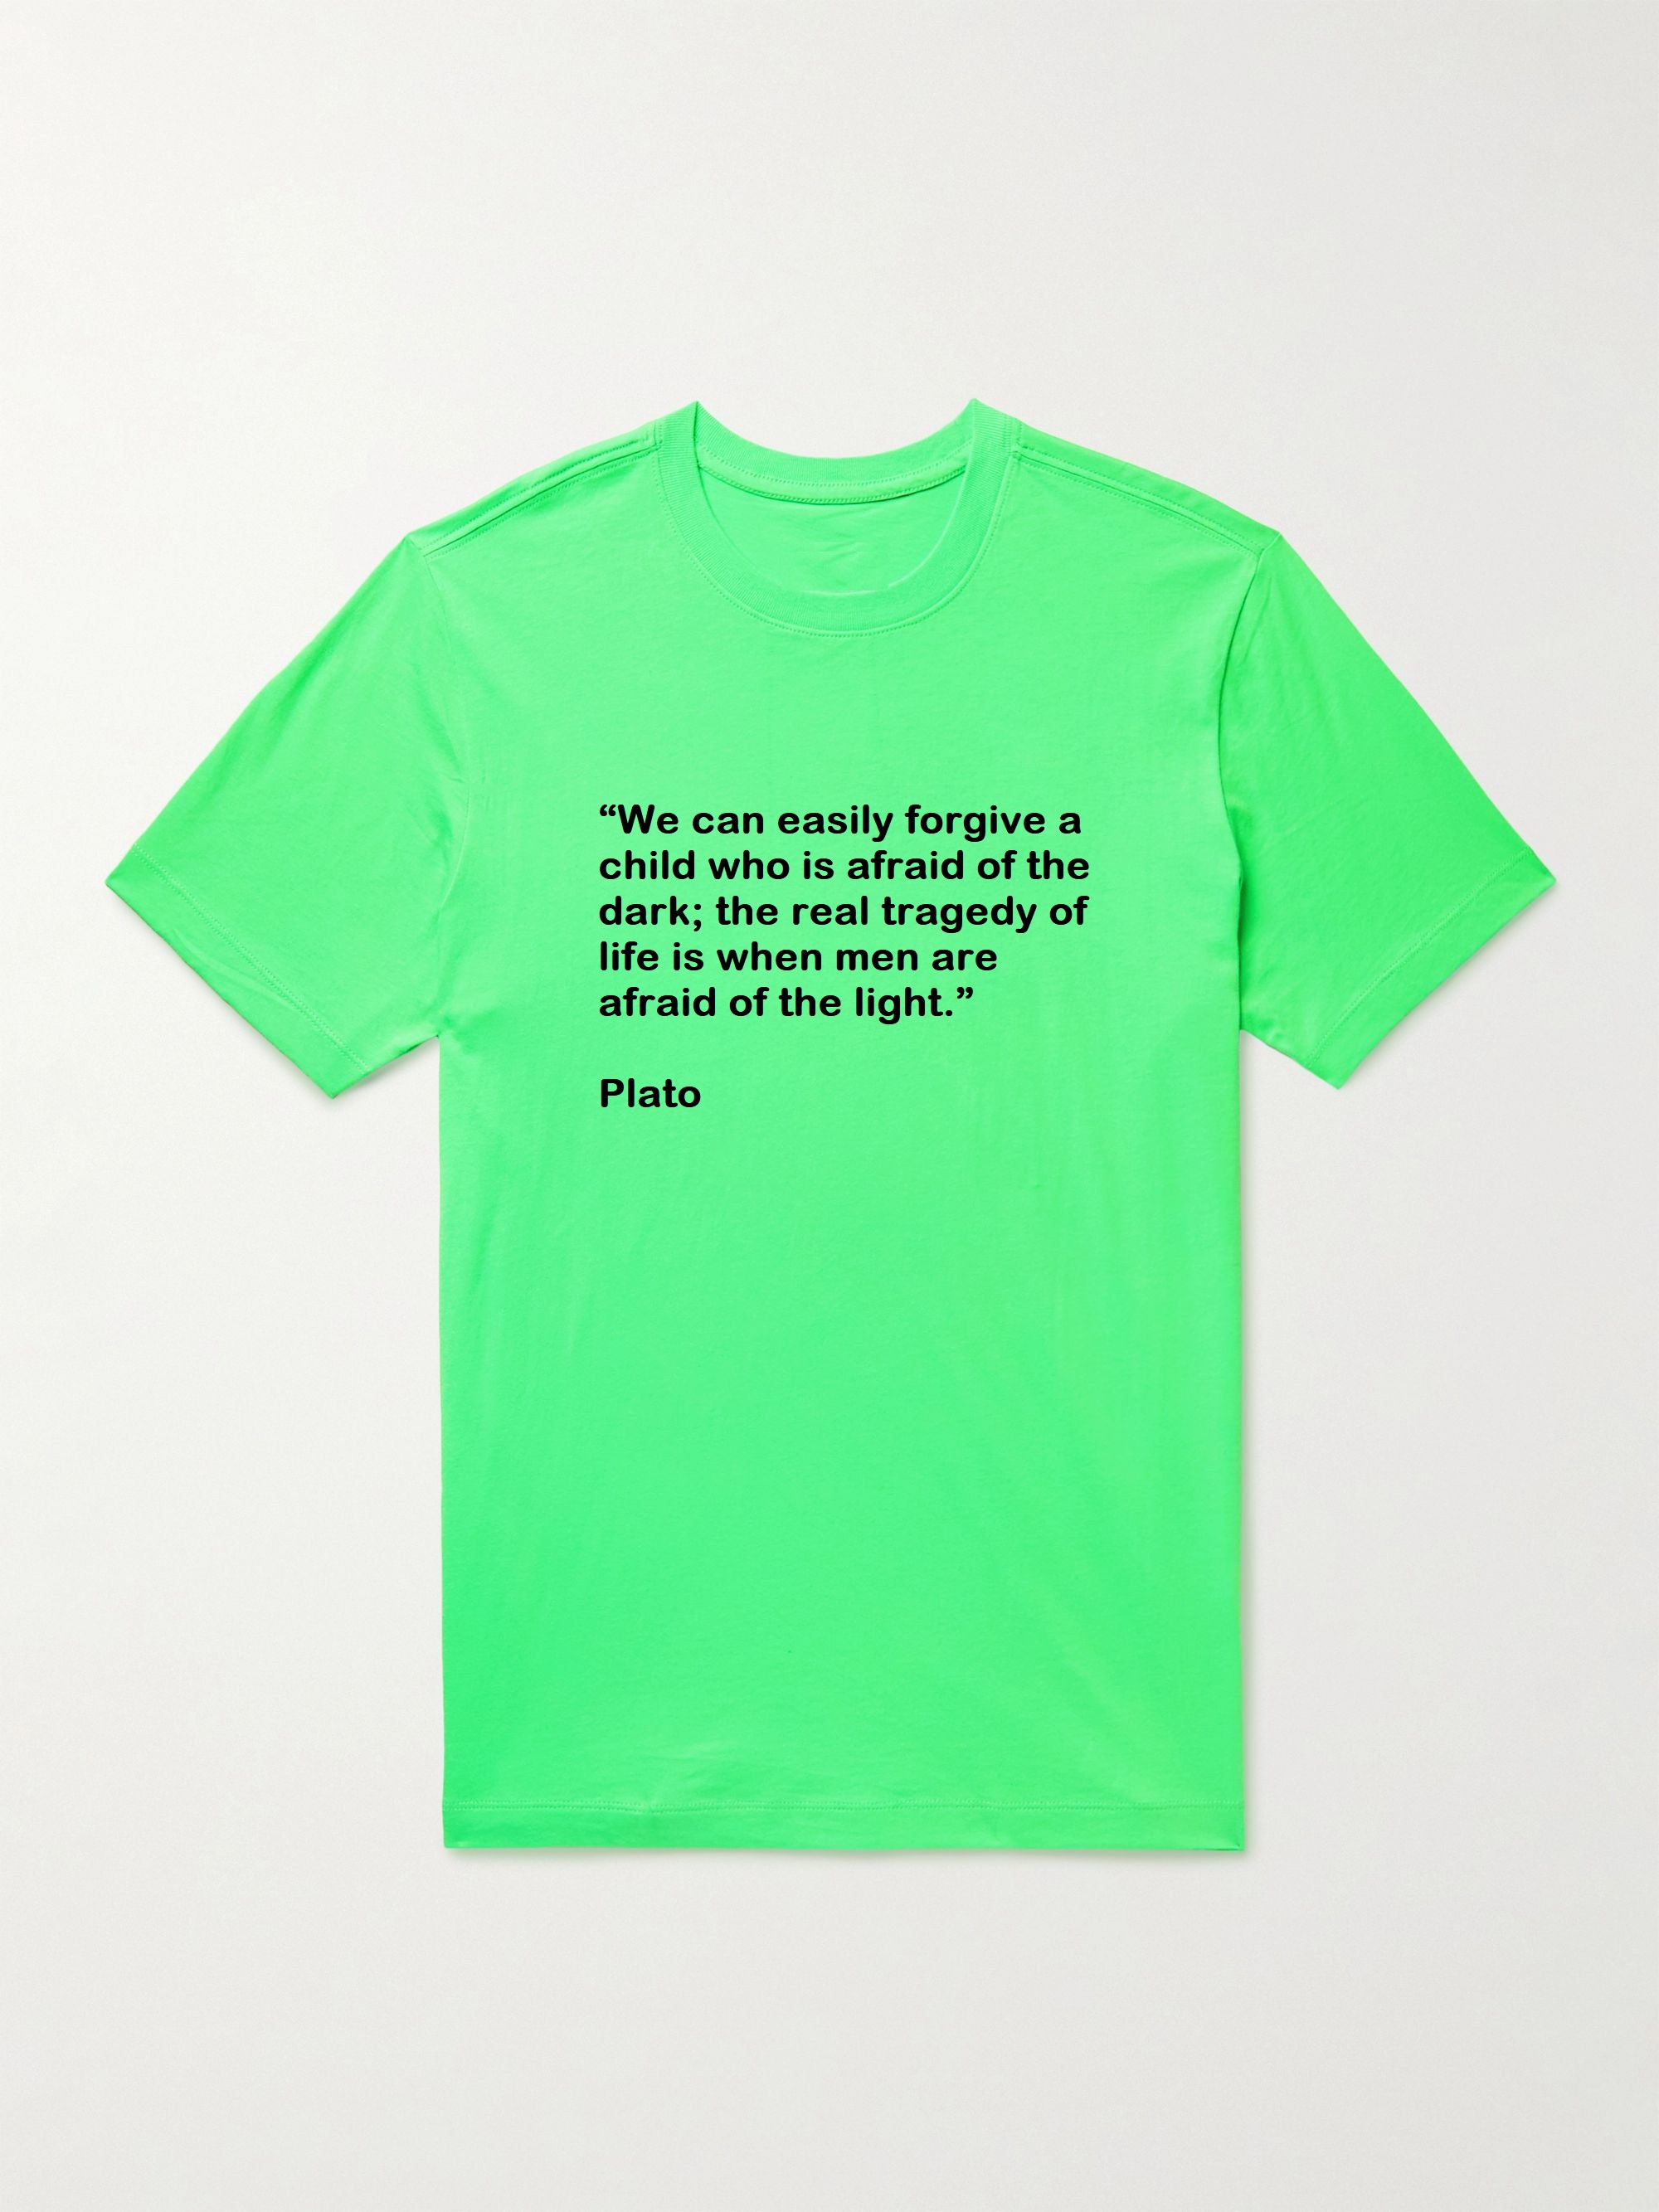 “We can easily forgive a
child who is afraid of the
dark; the real tragedy of
life is when men are
afraid of the light.”
Plato